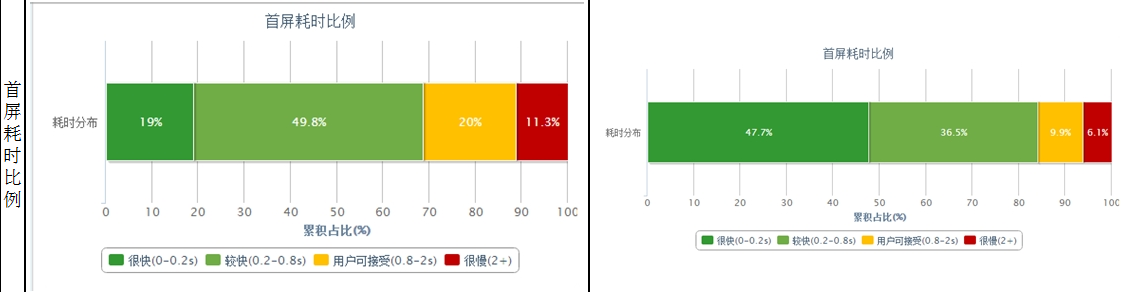 首屏耗时比例
首屏耗时比例
耗时分布
19% 49.8% 20% 11.3%
0 10 20 30 40 50 60 70 80 90 100
累积占比(%)
很快(0-0.2s) 较快(0.2-0.8s) 用户可接受(0.8-2s) 很慢(2+)
首屏耗时比例
耗时分布
47.7% 36.5% 9.9% 6.1%
0 10 20 30 40 50 60 70 80 90 100
累积占比(%)
很快(0-0.2s) 较快(0.2-0.8s) 用户可接受(0.8-2s) 很慢(2+)